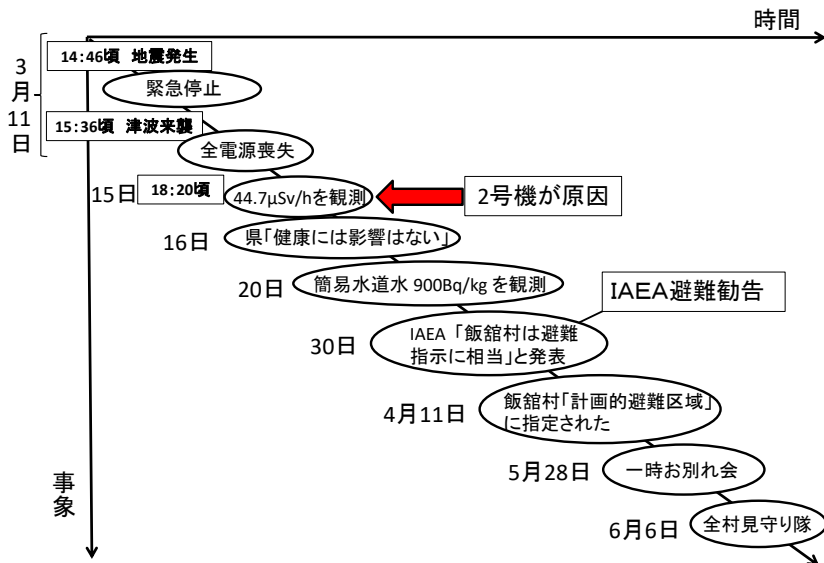 時間
14:46頃 地震発生
3
月
11
日
緊急停止
15:36頃 津波来襲
全電源喪失
15日
18:20頃
44.7μSv/hを観測
2号機が原因
16日
県「健康には影響はない」
20日
簡易水道水 900Bq/kg を観測
IAEA避難勧告
30日
IAEA 「飯舘村は避難
指示に相当」と発表
4月11日
飯舘村「計画的避難区域」
に指定された
5月28日
一時お別れ会
事
象
6月6日
全村見守り隊